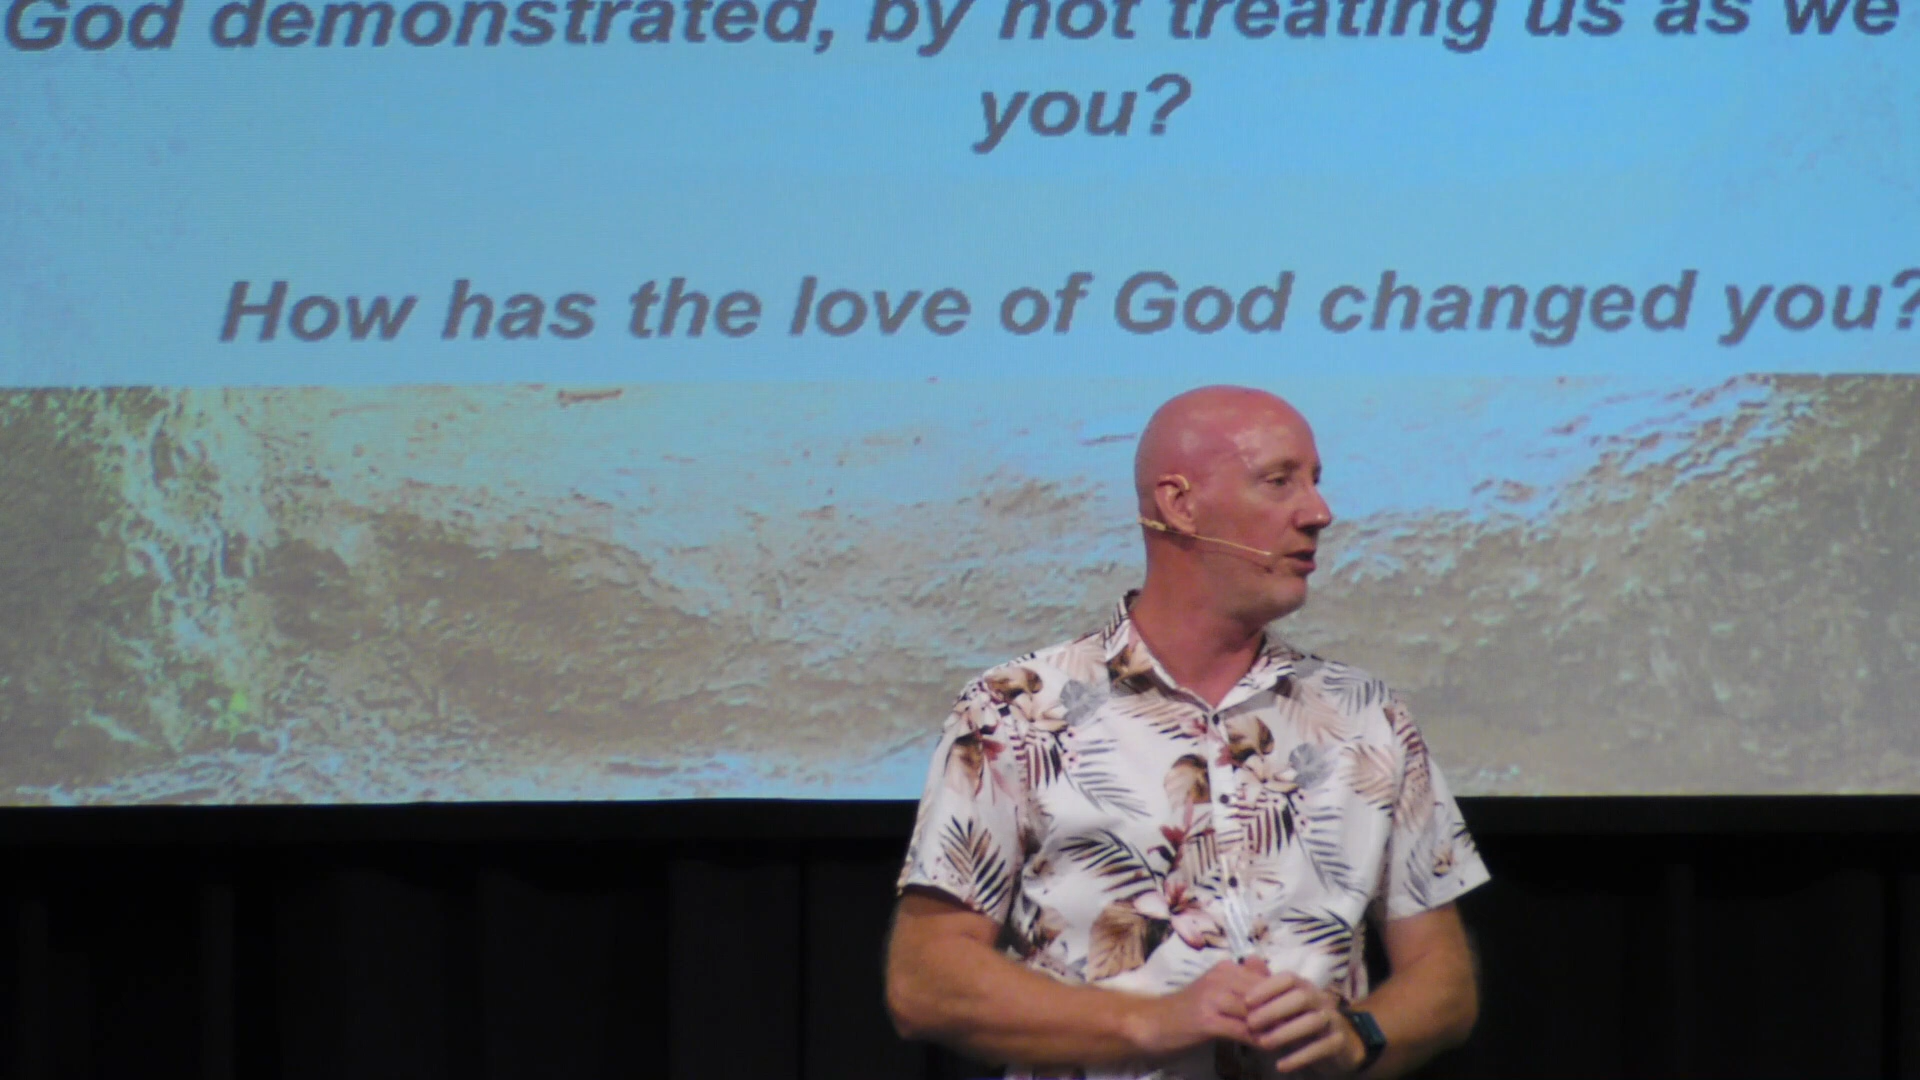 God demonstrated, by not treating us as we
you?
How has the love of God changed you?